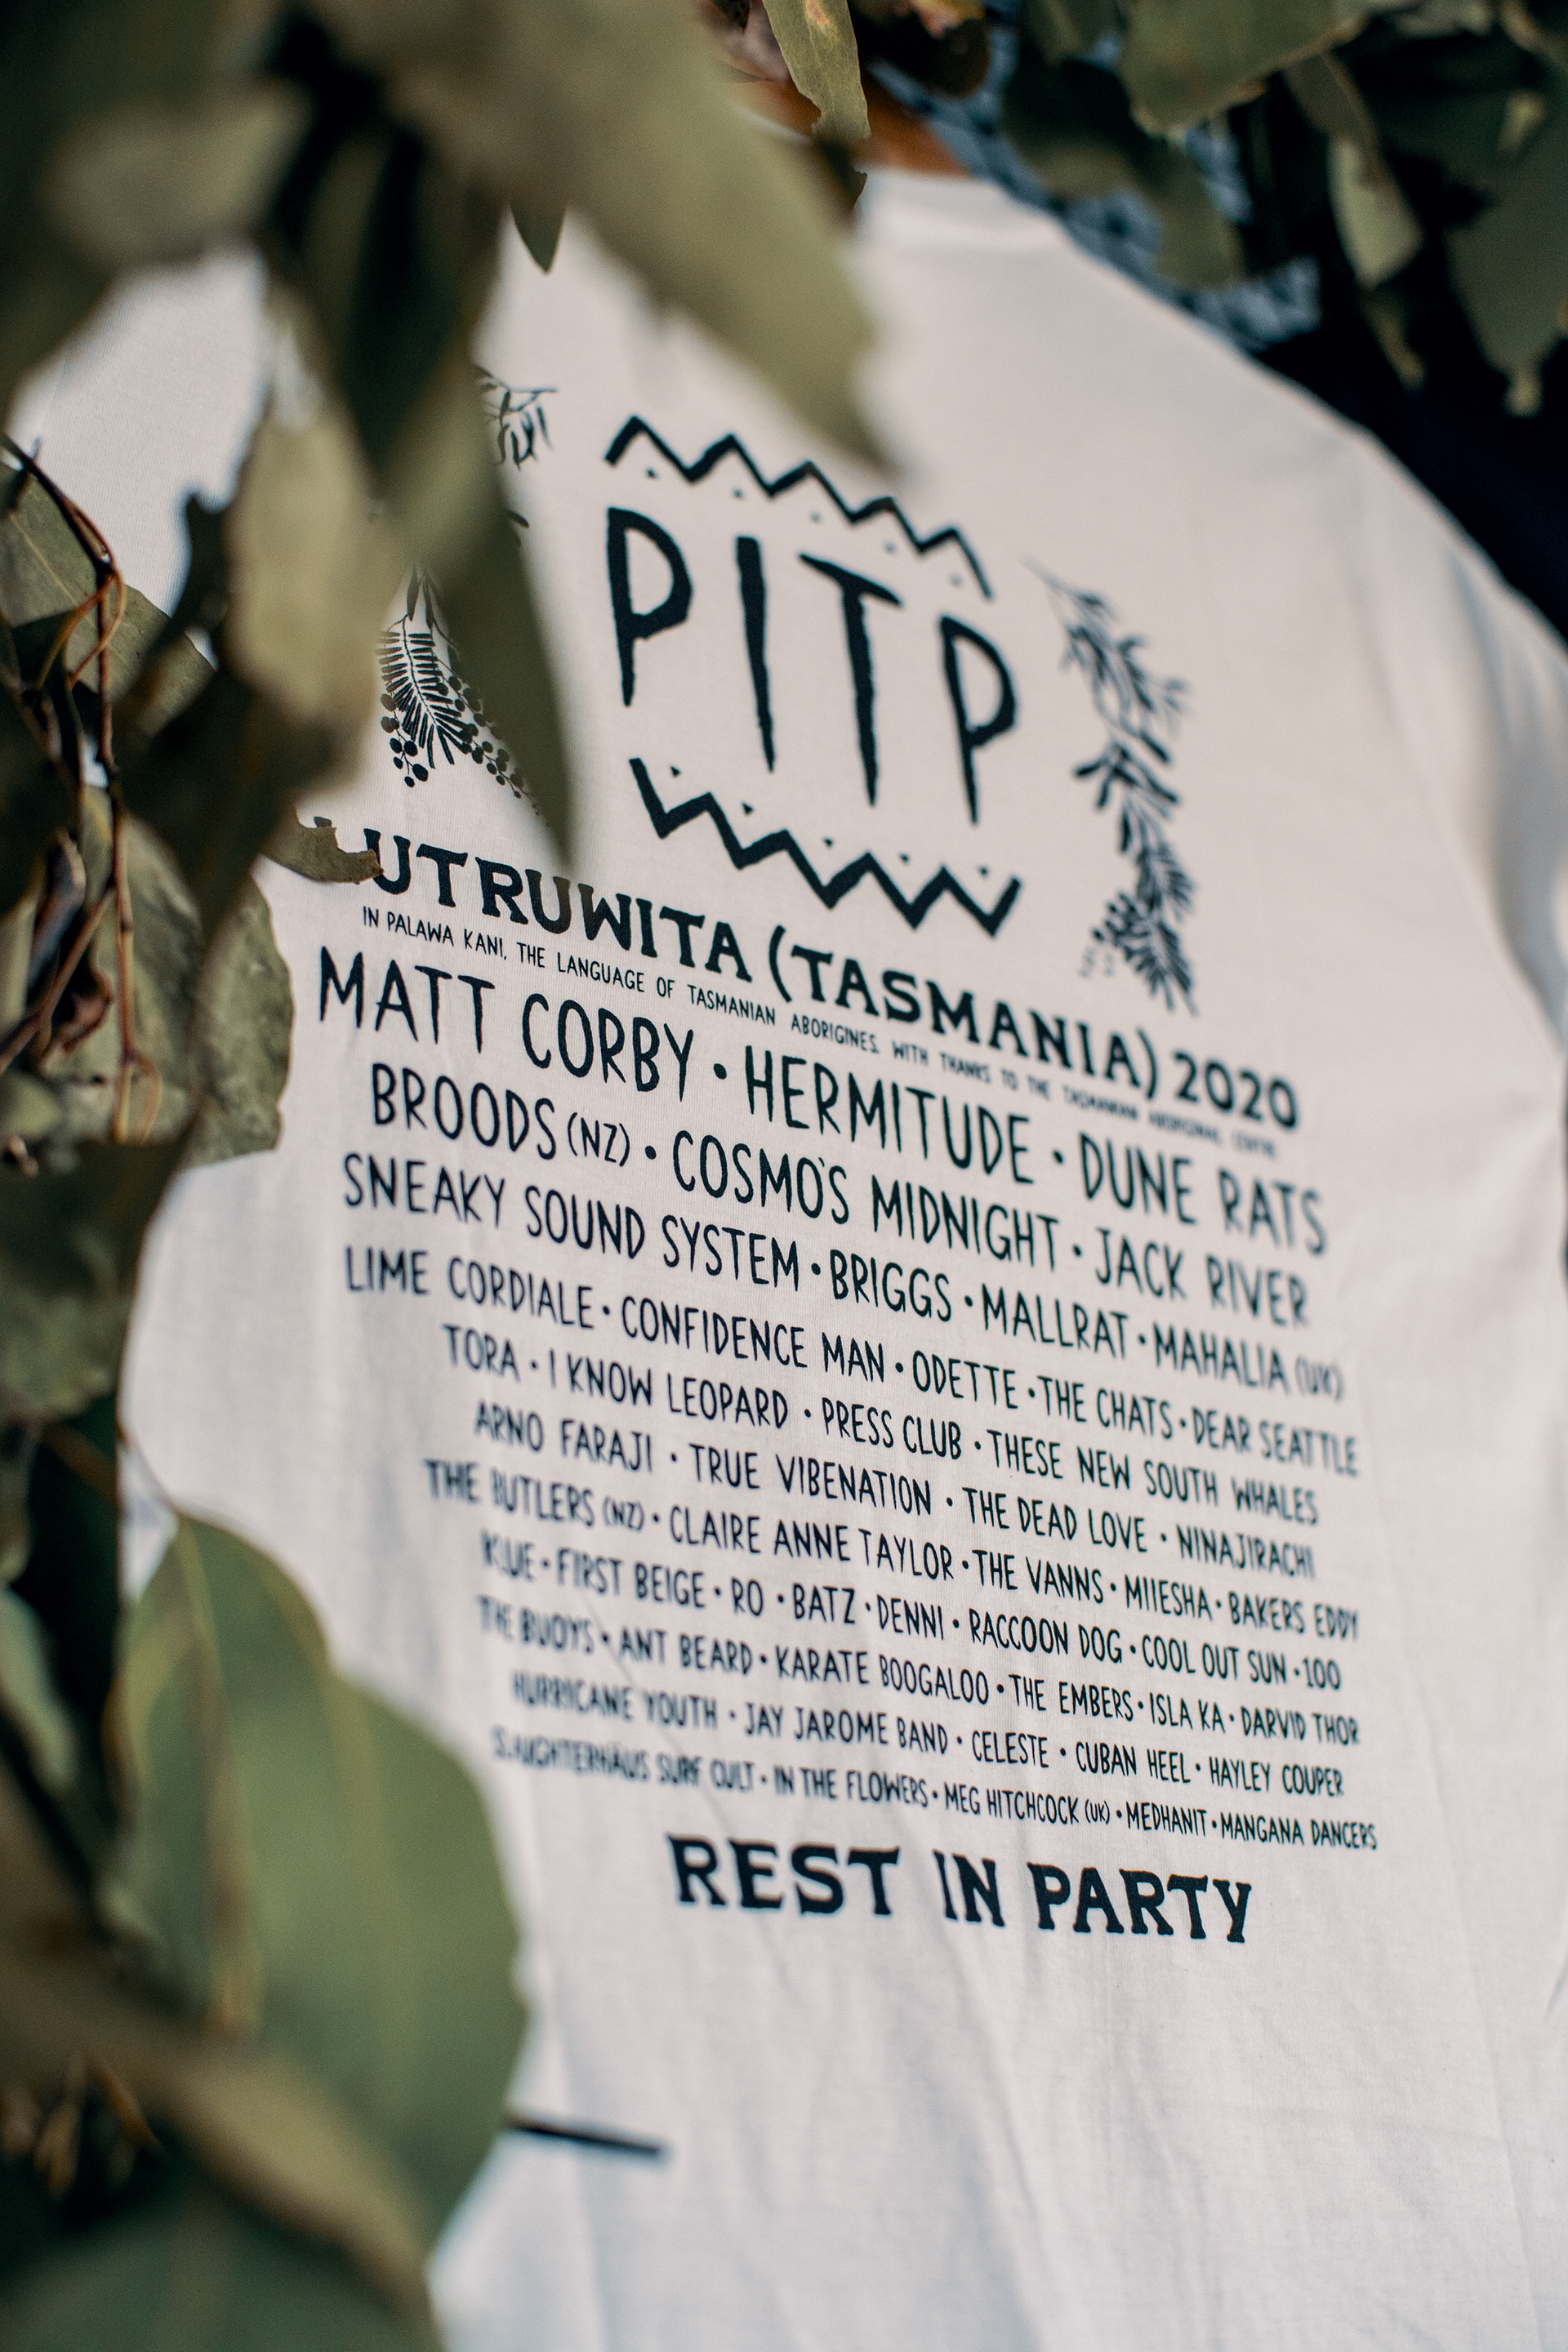 PITP
LUTRUWITA (TASMANIA) 2020
IN PALAWA KANI, THE LANGUAGE OF TASMANIAN ABORIGINES. WITH THANKS TO THE TASMANIAN ABORIGINAL CENTRE
MATT CORBY • HERMITUDE • DUNE RATS
BROODS (NZ) • COSMO'S MIDNIGHT • JACK RIVER
SNEAKY SOUND SYSTEM • BRIGGS • MALLRAT • MAHALIA (UK)
LIME CORDIALE • CONFIDENCE MAN • ODETTE • THE CHATS • DEAR SEATTLE
TORA • I KNOW LEOPARD • PRESS CLUB • THESE NEW SOUTH WHALES
ARNO FARAJI • TRUE VIBENATION • THE DEAD LOVE • NINAJIRACHI
THE BUTLERS (NZ) • CLAIRE ANNE TAYLOR • THE VANNS • MIIESHA • BAKERS EDDY
KLUE • FIRST BEIGE • RO • BATZ • DENNI • RACCOON DOG • COOL OUT SUN • 100
THE BUOYS • ANT BEARD • KARATE BOOGALOO • THE EMBERS • ISLA KA • DARVID THOR
HURRICANE YOUTH • JAY JAROME BAND • CELESTE • CUBAN HEEL • HAYLEY COUPER
SLAUGHTERHÄUS SURF CULT • IN THE FLOWERS • MEG HITCHCOCK (UK) • MEDHANIT • MANGANA DANCERS
REST IN PARTY